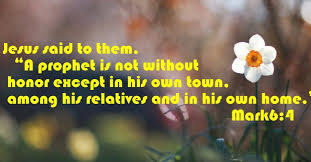 Jesus said to them,
“A prophet is not without
honor except in his own town,
among his relatives and in his own home.”
Mark6:4